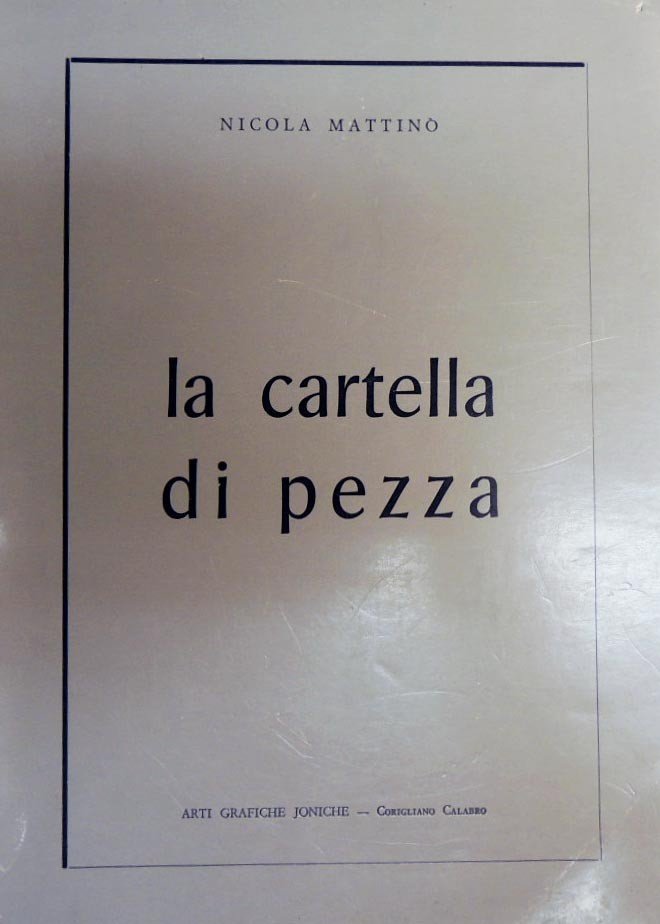 NICOLA MATTINÒ
la cartella
di pezza
ARTI GRAFICHE JONICHE — CORIGLIANO CALABRO